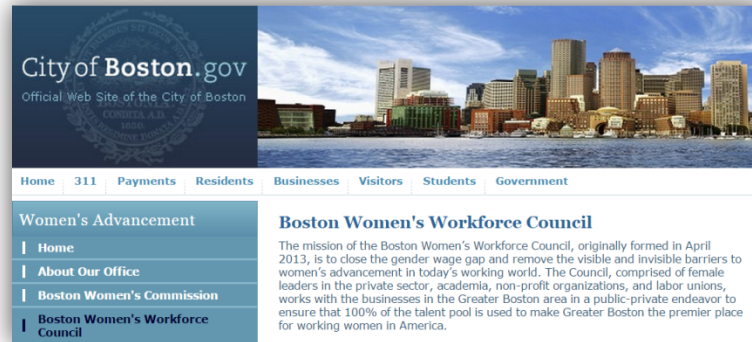 City of Boston.gov
Official Web Site of the City of Boston
BOSTONIA
CONDITA A.D.
1630.
Home 311 Payments Residents Businesses Visitors Students Government
Women's Advancement
Home
About Our Office
Boston Women's Commission
Boston Women's Workforce
Council
Boston Women's Workforce Council
The mission of the Boston Women’s Workforce Council, originally formed in April
2013, is to close the gender wage gap and remove the visible and invisible barriers to
women’s advancement in today’s working world. The Council, comprised of female
leaders in the private sector, academia, non-profit organizations, and labor unions,
works with the businesses in the Greater Boston area in a public-private endeavor to
ensure that 100% of the talent pool is used to make Greater Boston the premier place
for working women in America.